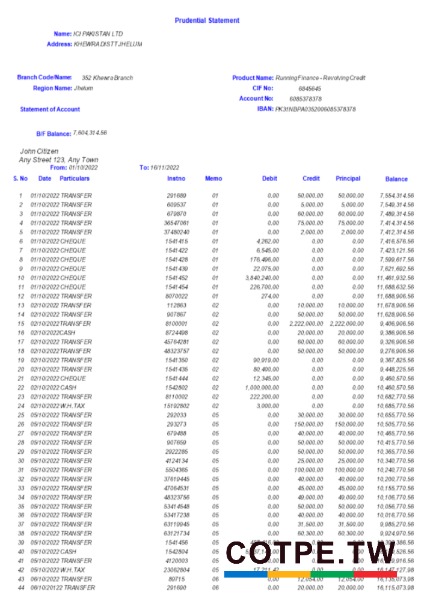 Prudential Statement
Name: ICI PAKISTAN LTD
Address: KHEWRA DISTT JHELUM
Branch Code/Name: 352 Khewra Branch
Product Name: Running Finance - Revolving Credit
Region Name: Jhelum
CIF No: 6045645
Account No: 6085378378
Statement of Account
IBAN: PK31NBPA0352006085378378
B/F Balance: 7,604,314.56
John Citizen
Any Street 123, Any Town
From: 01/10/2022 To: 16/11/2022
S. No Date Particulars Instno Memo Debit Credit Principal Balance
1 01/10/2022 TRANSFER 291689 01 0.00 50,000.00 50,000.00 7,554,314.56
2 01/10/2022 TRANSFER 609537 01 0.00 5,000.00 5,000.00 7,549,314.56
3 01/10/2022 TRANSFER 679878 01 0.00 60,000.00 60,000.00 7,489,314.56
4 01/10/2022 TRANSFER 36547081 01 0.00 75,000.00 75,000.00 7,414,314.56
5 01/10/2022 TRANSFER 37480240 01 0.00 2,000.00 2,000.00 7,412,314.56
6 01/10/2022 CHEQUE 1541415 01 4,262.00 0.00 0.00 7,416,576.56
7 01/10/2022 CHEQUE 1541422 01 6,545.00 0.00 0.00 7,423,121.56
8 01/10/2022 CHEQUE 1541428 01 176,496.00 0.00 0.00 7,599,617.56
9 01/10/2022 CHEQUE 1541439 01 22,075.00 0.00 0.00 7,621,692.56
10 01/10/2022 CHEQUE 1541452 01 3,840,240.00 0.00 0.00 11,461,932.56
11 01/10/2022 CHEQUE 1541454 01 226,700.00 0.00 0.00 11,688,632.56
12 01/10/2022 TRANSFER 8070022 01 274.00 0.00 0.00 11,688,906.56
13 02/10/2022 TRANSFER 112863 02 0.00 10,000.00 10,000.00 11,678,906.56
14 02/10/2022 TRANSFER 907867 02 0.00 50,000.00 50,000.00 11,628,906.56
15 02/10/2022 TRANSFER 8100001 02 0.00 2,222,000.00 2,222,000.00 9,406,906.56
16 02/10/2022 CASH 8724498 02 0.00 20,000.00 20,000.00 9,386,906.56
17 02/10/2022 TRANSFER 45764281 02 0.00 60,000.00 60,000.00 9,326,906.56
18 02/10/2022 TRANSFER 48323757 02 0.00 50,000.00 50,000.00 9,276,906.56
19 02/10/2022 TRANSFER 1541350 02 90,919.00 0.00 0.00 9,367,825.56
20 02/10/2022 TRANSFER 1541436 02 80,400.00 0.00 0.00 9,448,225.56
21 02/10/2022 CHEQUE 1541444 02 12,345.00 0.00 0.00 9,460,570.56
22 02/10/2022 CASH 1542802 02 1,000,000.00 0.00 0.00 10,460,570.56
23 02/10/2022 TRANSFER 8110002 02 222,200.00 0.00 0.00 10,682,770.56
24 02/10/2022 W.H. TAX 15192802 02 3,000.00 0.00 0.00 10,685,770.56
25 05/10/2022 TRANSFER 292033 05 0.00 30,000.00 30,000.00 10,655,770.56
26 05/10/2022 TRANSFER 293273 05 0.00 150,000.00 150,000.00 10,505,770.56
27 05/10/2022 TRANSFER 679488 05 0.00 40,000.00 40,000.00 10,465,770.56
28 05/10/2022 TRANSFER 907659 05 0.00 50,000.00 50,000.00 10,415,770.56
29 05/10/2022 TRANSFER 2922285 05 0.00 50,000.00 50,000.00 10,365,770.56
30 05/10/2022 TRANSFER 4124134 05 0.00 25,000.00 25,000.00 10,340,770.56
31 05/10/2022 TRANSFER 5504365 05 0.00 100,000.00 100,000.00 10,240,770.56
32 05/10/2022 TRANSFER 37619445 05 0.00 40,000.00 40,000.00 10,200,770.56
33 05/10/2022 TRANSFER 47064531 05 0.00 45,000.00 45,000.00 10,155,770.56
34 05/10/2022 TRANSFER 48323756 05 0.00 49,000.00 49,000.00 10,106,770.56
35 05/10/2022 TRANSFER 53414948 05 0.00 50,000.00 50,000.00 10,056,770.56
36 05/10/2022 TRANSFER 53417238 05 0.00 40,000.00 40,000.00 10,016,770.56
37 05/10/2022 TRANSFER 63119945 05 0.00 31,500.00 31,500.00 9,985,270.56
38 05/10/2022 TRANSFER 63121734 05 0.00 60,300.00 60,300.00 9,924,970.56
39 05/10/2022 TRANSFER 1541456 05 0.00
40 05/10/2022 CASH 1542804 05
41 05/10/2022 TRANSFER 4120003 05
42 05/10/2022 W.H. TAX 23062804 05 17,211.42 0.00 0.00 16,147,127.98
43 06/10/2022 TRANSFER 80715 06 0.00 12,054.00 12,054.00 16,135,073.98
44 06/10/2022 TRANSFER 291690 06 0.00 20,000.00 20,000.00 16,115,073.98
COTPE.TW